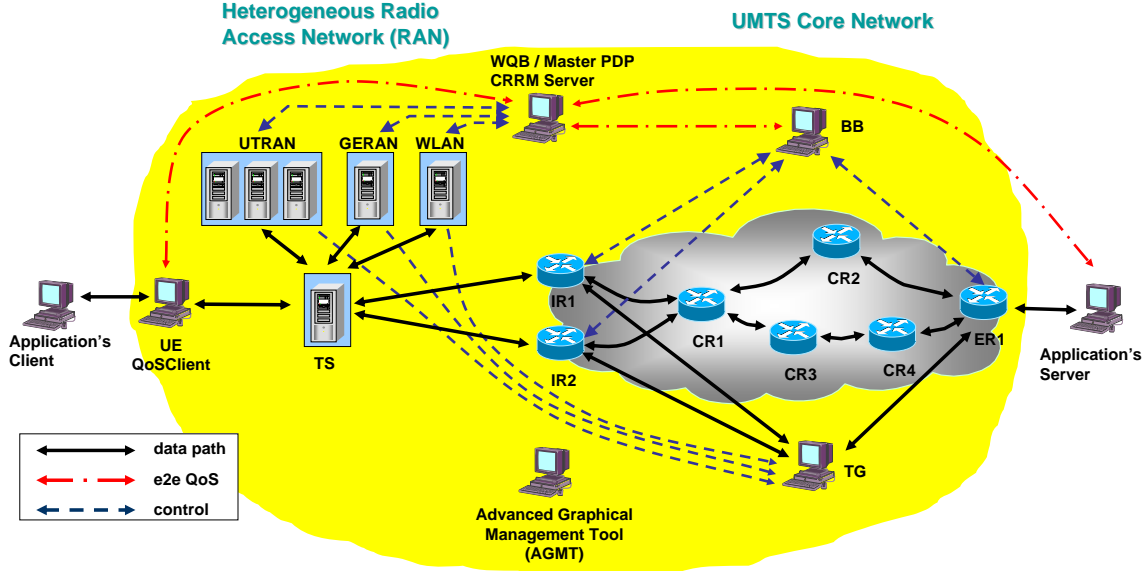 Heterogeneous Radio
Access Network (RAN)
UMTS Core Network
WQB / Master PDP
CRRM Server
BB
UTRAN
GERAN
WLAN
CR2
IR1
CR1
Application's
Client
UE
QoSClient
TS
IR2
CR3
CR4
ER1
Application's
Server
data path
e2e QoS
control
TG
Advanced Graphical
Management Tool
(AGMT)